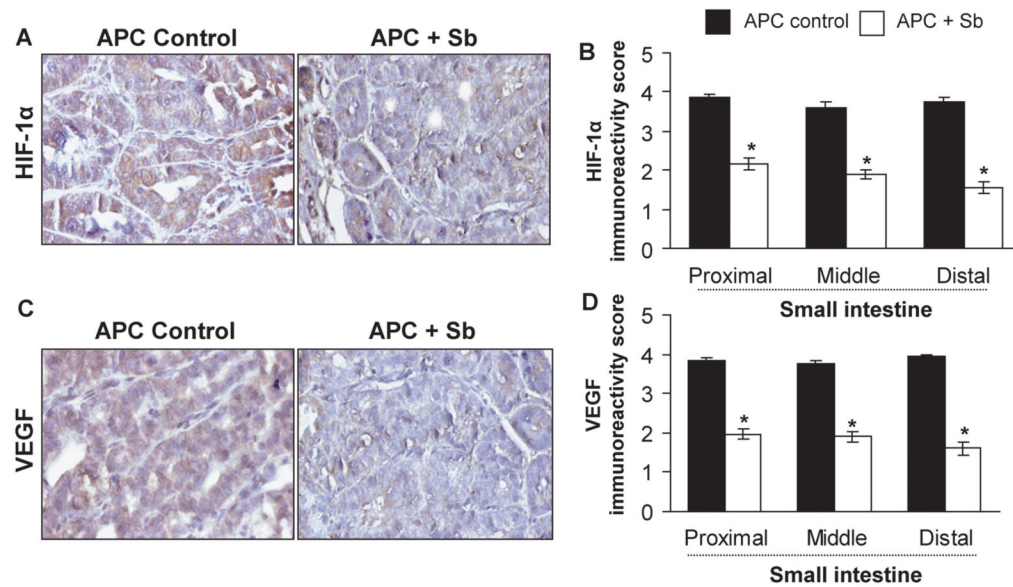 APC control APC + Sb
A
APC Control APC + Sb
HIF-1α
B
HIF-1α
immunoreactivity score
5
4
3
2
1
0
*
*
*
Proximal Middle Distal
Small intestine
C
APC Control APC + Sb
VEGF
D
VEGF
immunoreactivity score
5
4
3
2
1
0
*
*
*
Proximal Middle Distal
Small intestine